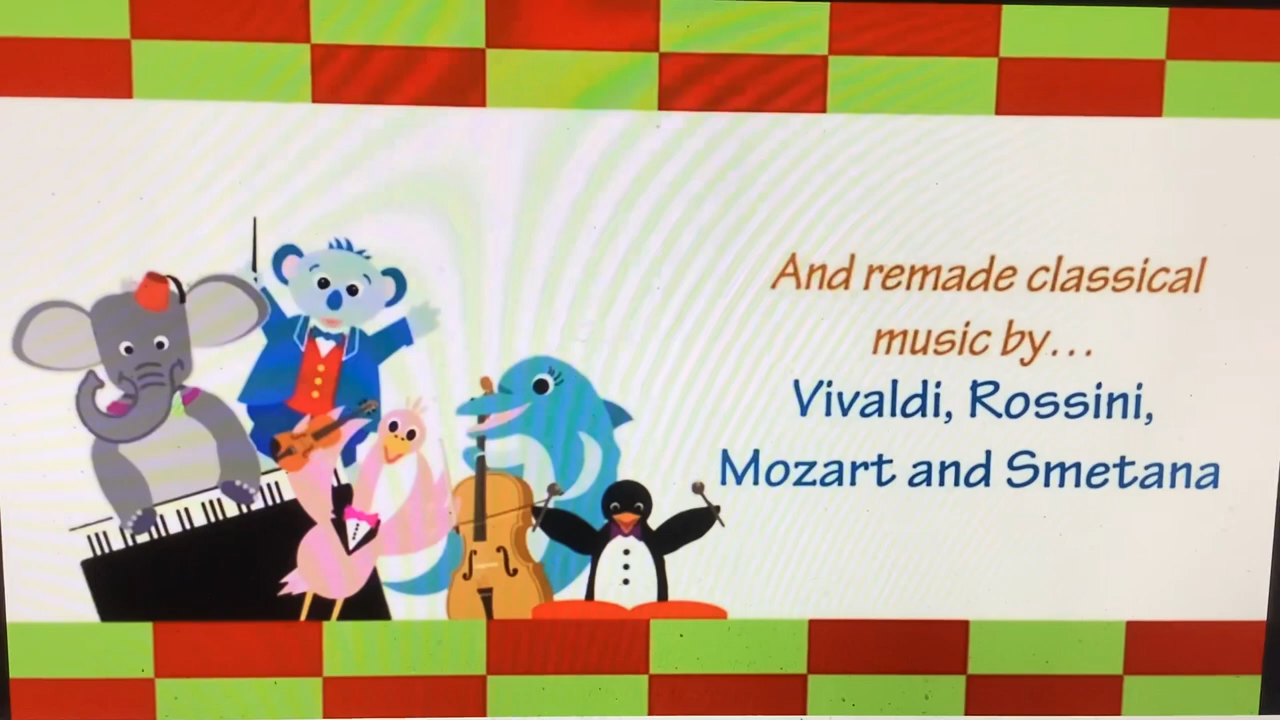 And remade classical
music by...
Vivaldi, Rossini,
Mozart and Smetana